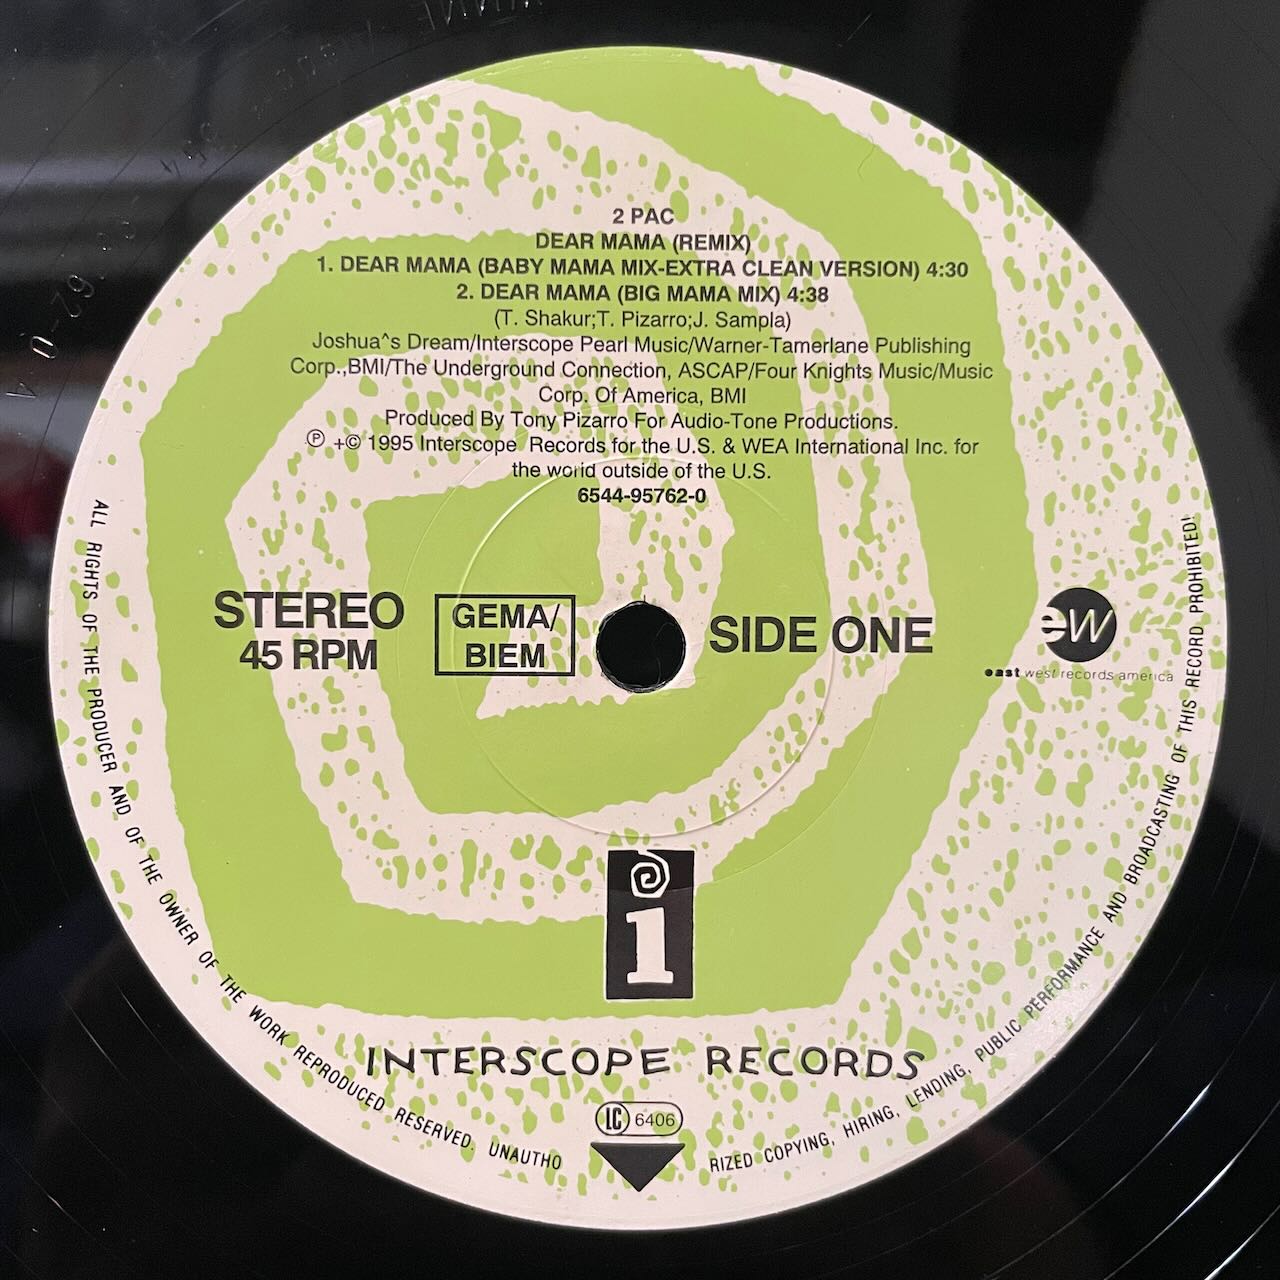 2 PAC
DEAR MAMA (REMIX)
1. DEAR MAMA (BABY MAMA MIX-EXTRA CLEAN VERSION) 4:30
2. DEAR MAMA (BIG MAMA MIX) 4:38
(T. Shakur;T. Pizarro;J. Sampla)
Joshua^s Dream/Interscope Pearl Music/Warner-Tamerlane Publishing
Corp.,BMI/The Underground Connection, ASCAP/Four Knights Music/Music
Corp. Of America, BMI
Produced By Tony Pizarro For Audio-Tone Productions.
℗ +© 1995 Interscope Records for the U.S. & WEA International Inc. for
the world outside of the U.S.
6544-95762-0
STEREO
45 RPM
GEMA/
BIEM
SIDE ONE
ew
east west records america
i
INTERSCOPE RECORDS
LC 6406
ALL RIGHTS OF THE PRODUCER AND OF THE OWNER OF THE WORK REPRODUCED RESERVED. UNAUTHO
RIZED COPYING, HIRING, LENDING, PUBLIC PERFORMANCE AND BROADCASTING OF THIS RECORD PROHIBITED!